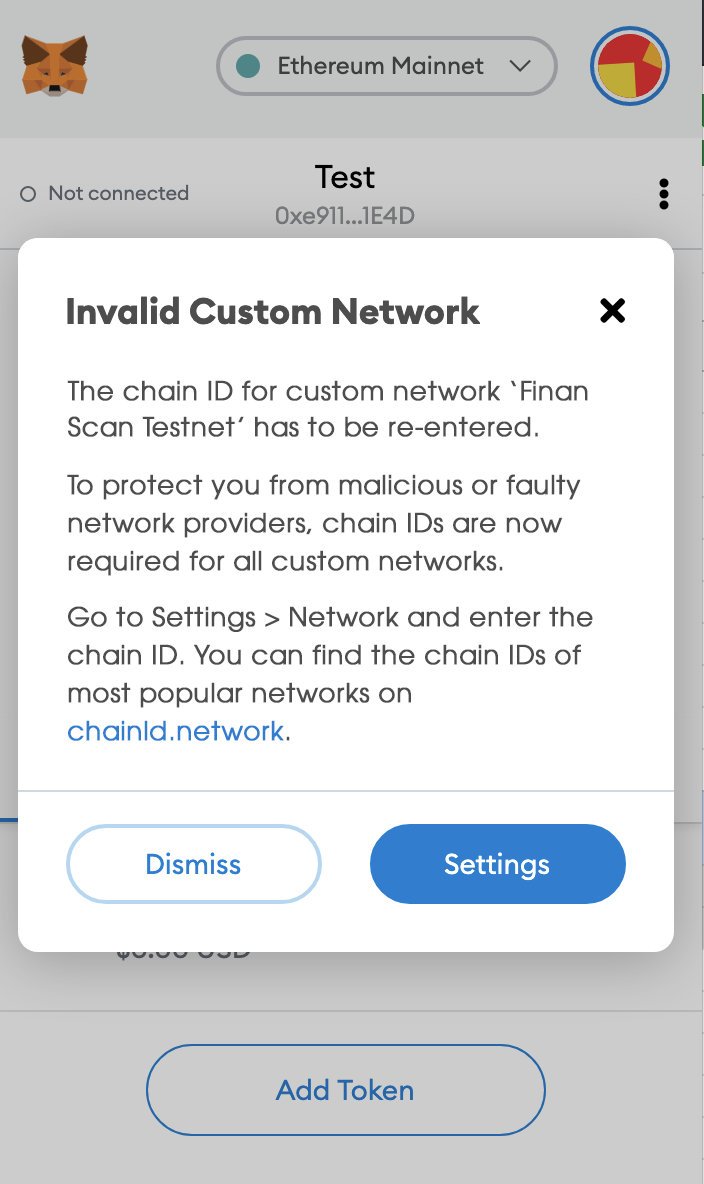 Ethereum Mainnet
Not connected
Test
0xe911...1E4D
Invalid Custom Network
The chain ID for custom network `Finan
Scan Testnet´ has to be re-entered.
To protect you from malicious or faulty
network providers, chain IDs are now
required for all custom networks.
Go to Settings > Network and enter the
chain ID. You can find the chain IDs of
most popular networks on
chainId.network.
Dismiss
Settings
Add Token